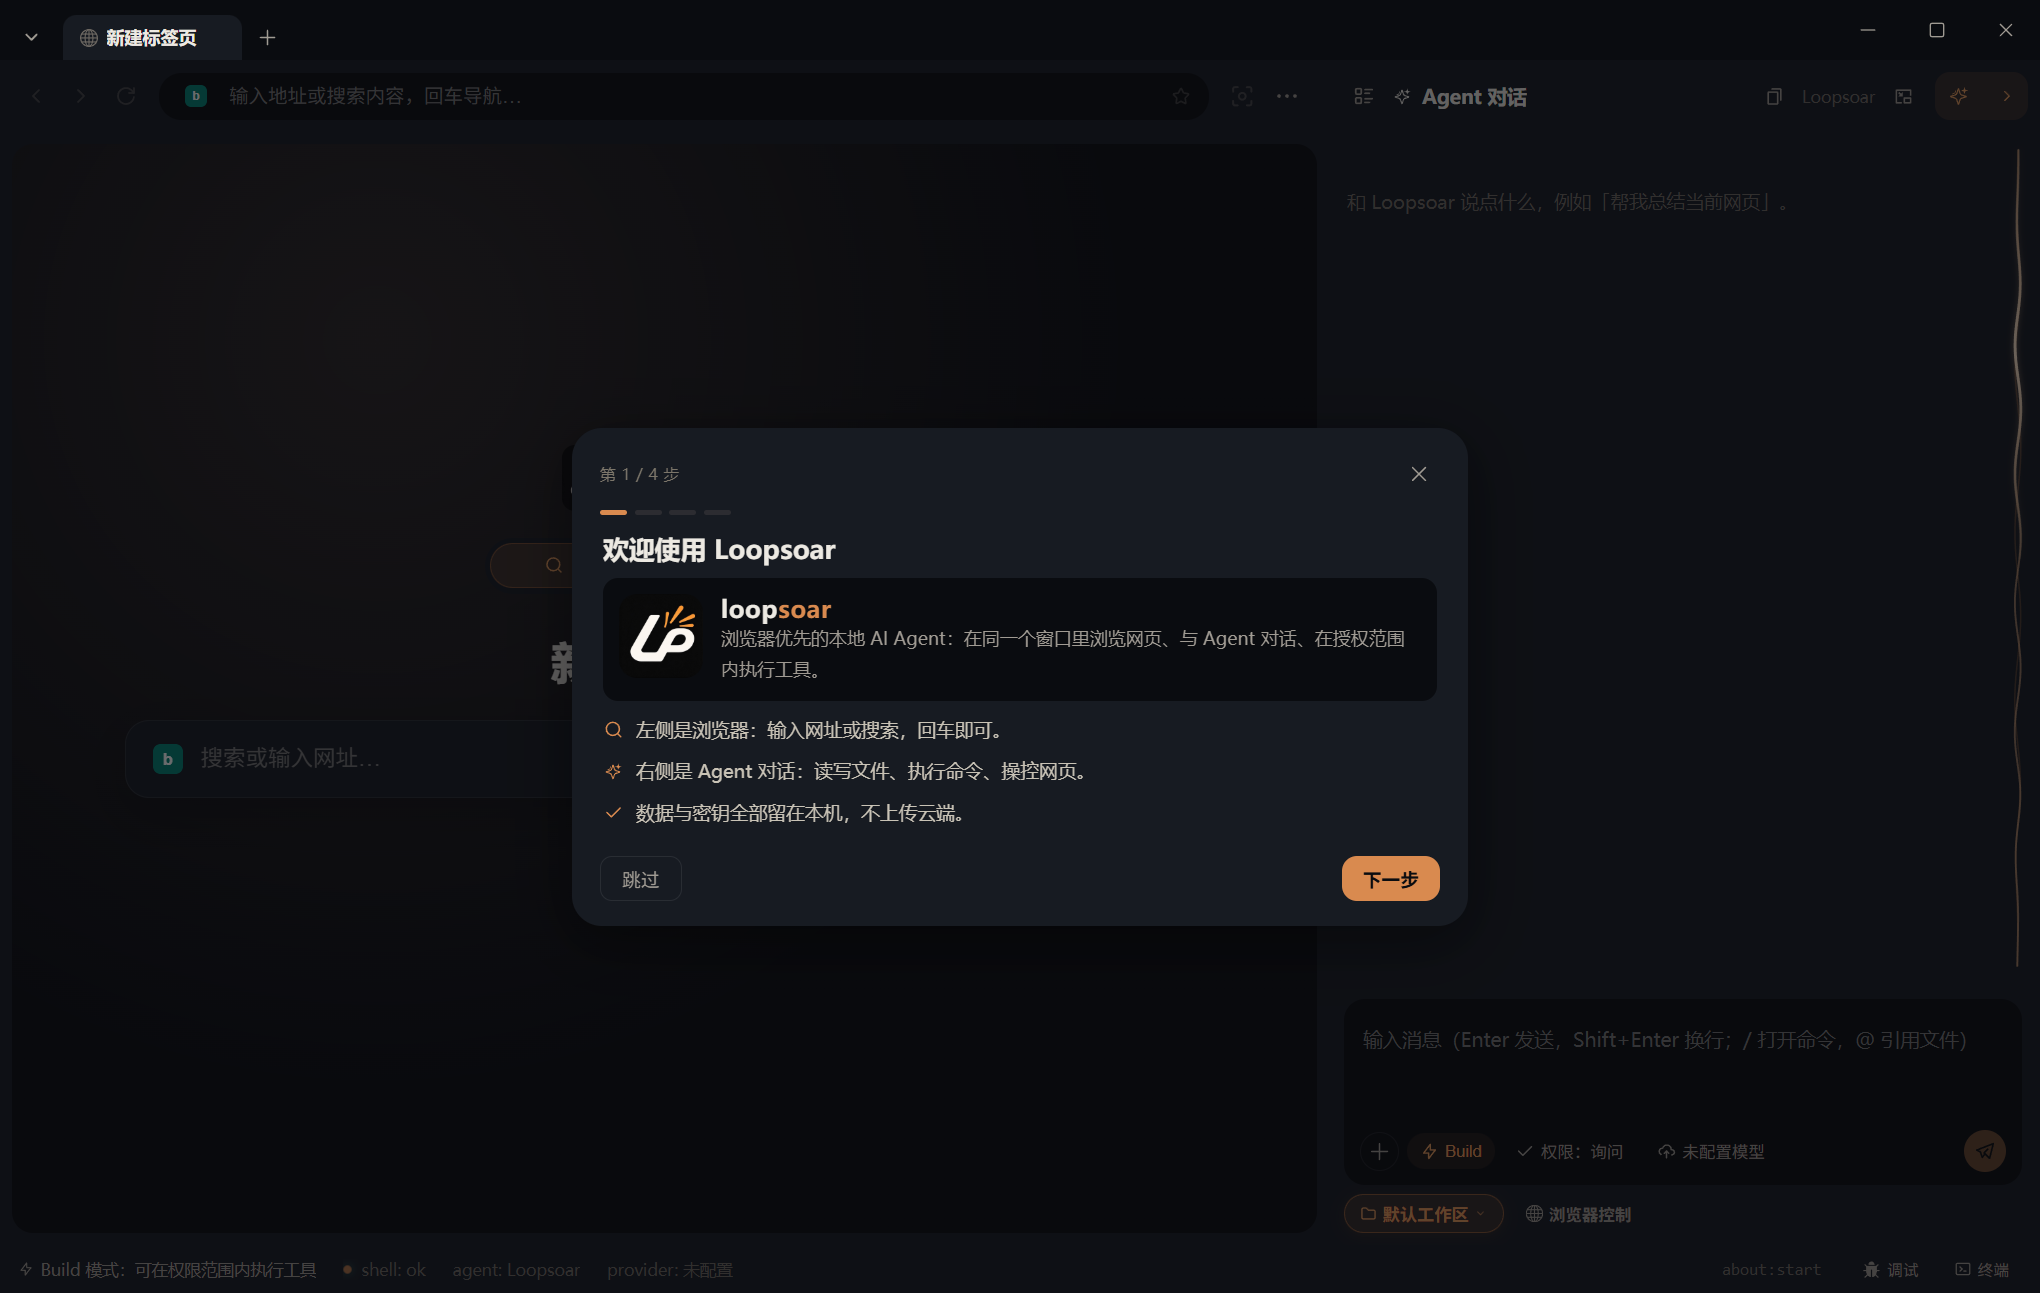 新建标签页
b
输入地址或搜索内容，回车导航…
Agent 对话
Loopsoar
和 Loopsoar 说点什么，例如「帮我总结当前网页」。
第 1 / 4 步
欢迎使用 Loopsoar
loopsoar
浏览器优先的本地 AI Agent：在同一个窗口里浏览网页、与 Agent 对话、在授权范围
内执行工具。
左侧是浏览器：输入网址或搜索，回车即可。
右侧是 Agent 对话：读写文件、执行命令、操控网页。
数据与密钥全部留在本机，不上传云端。
跳过
下一步
b
搜索或输入网址…
输入消息（Enter 发送，Shift+Enter 换行；/ 打开命令，@ 引用文件）
Build
权限：询问
未配置模型
默认工作区
浏览器控制
Build 模式：可在权限范围内执行工具
shell: ok
agent: Loopsoar
provider: 未配置
about:start
调试
终端